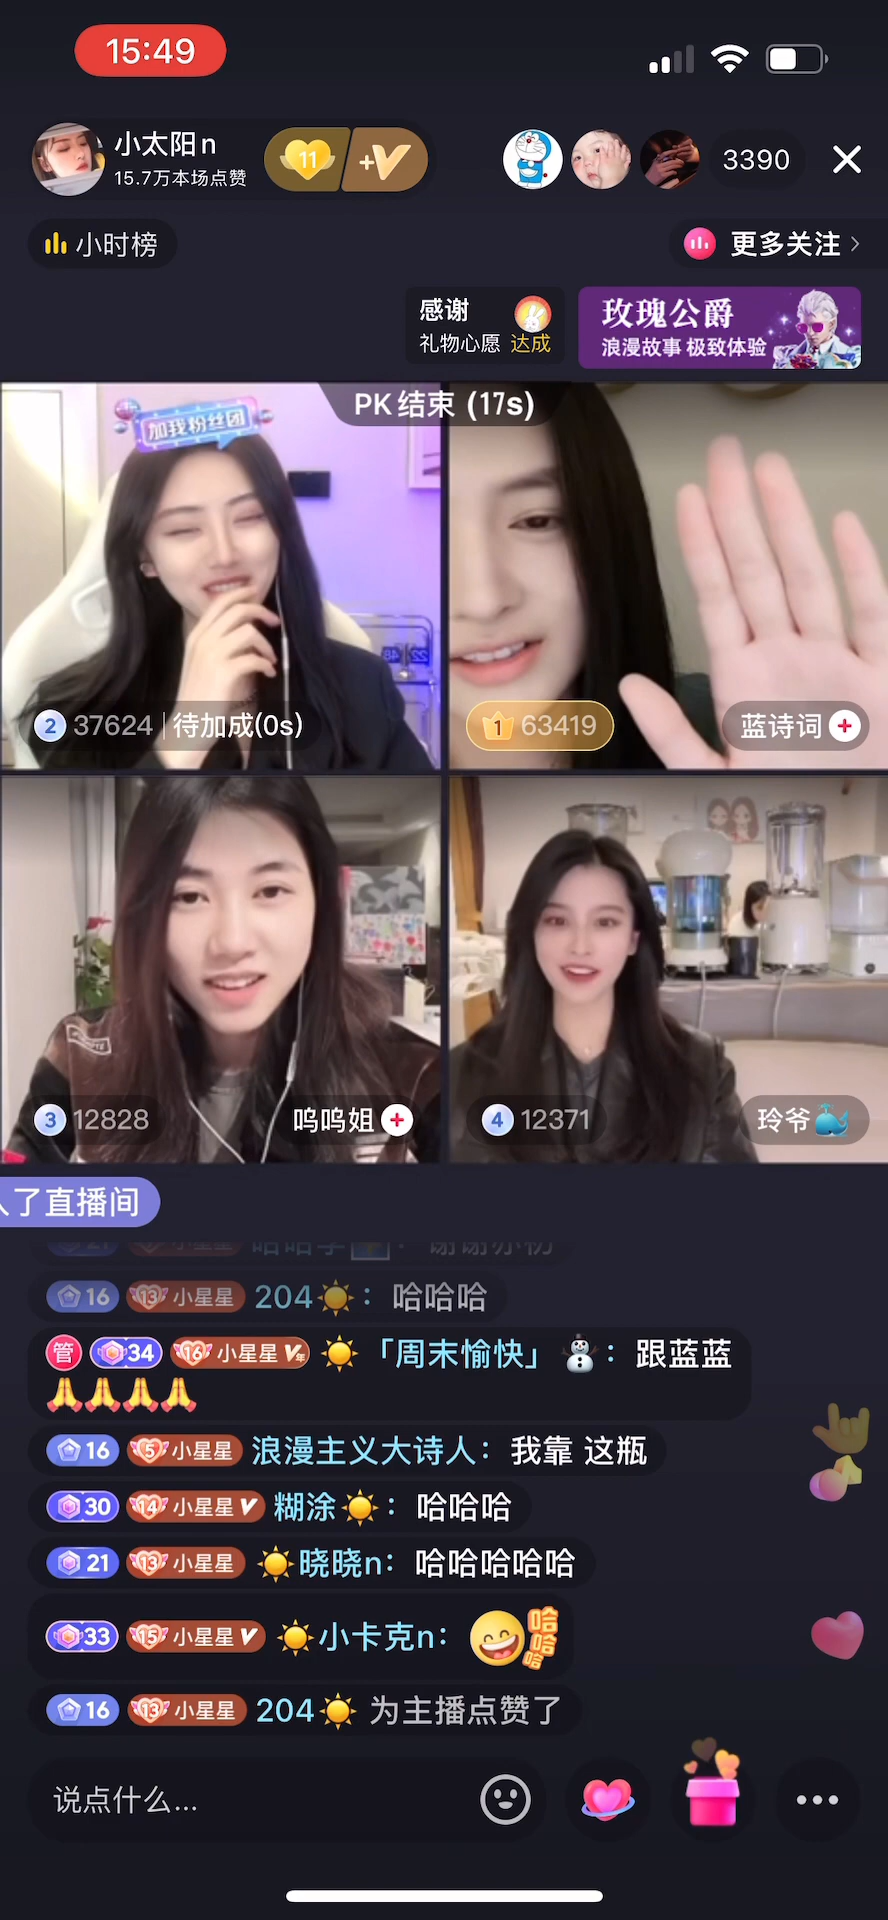 15:49
小太阳n
15.7万本场点赞
11
+V
3390
小时榜
更多关注
感谢
礼物心愿 达成
玫瑰公爵
浪漫故事 极致体验
PK 结束 (17s)
加我粉丝团
2 37624 | 待加成(0s)
1 63419
蓝诗词
3 12828
呜呜姐
4 12371
玲爷
了直播间
16 13 小星星 204☀️： 哈哈哈
管 34 16 小星星 V年 ☀️「周末愉快」⛄： 跟蓝蓝
🙏🙏🙏🙏
16 5 小星星 浪漫主义大诗人： 我靠 这瓶
30 14 小星星 V 糊涂☀️： 哈哈哈
21 13 小星星 ☀️晓晓n： 哈哈哈哈哈
33 15 小星星 V ☀️小卡克n： 哈哈哈
16 13 小星星 204☀️ 为主播点赞了
说点什么...